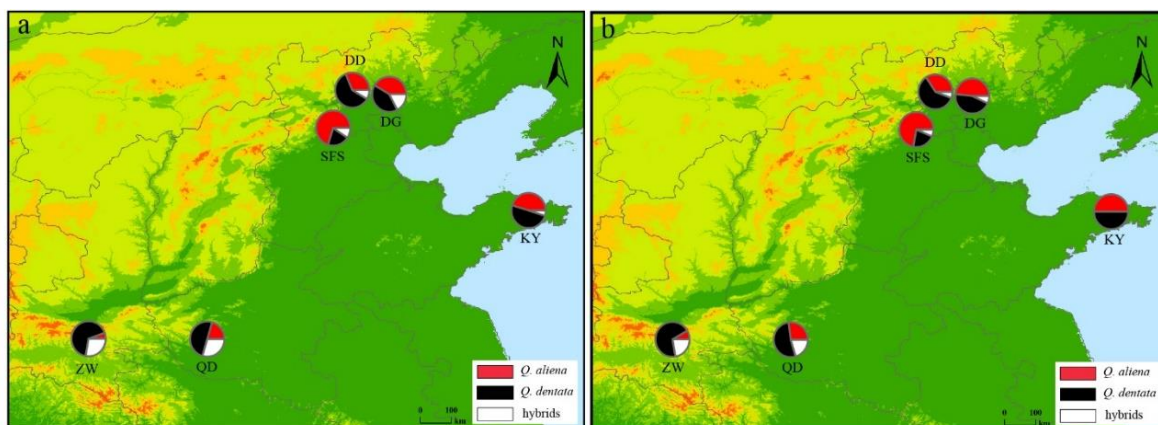 a
N
DD
DG
SFS
KY
ZW
QD
Q. aliena
Q. dentata
hybrids
0 100
km
b
N
DD
DG
SFS
KY
ZW
QD
Q. aliena
Q. dentata
hybrids
0 100
km